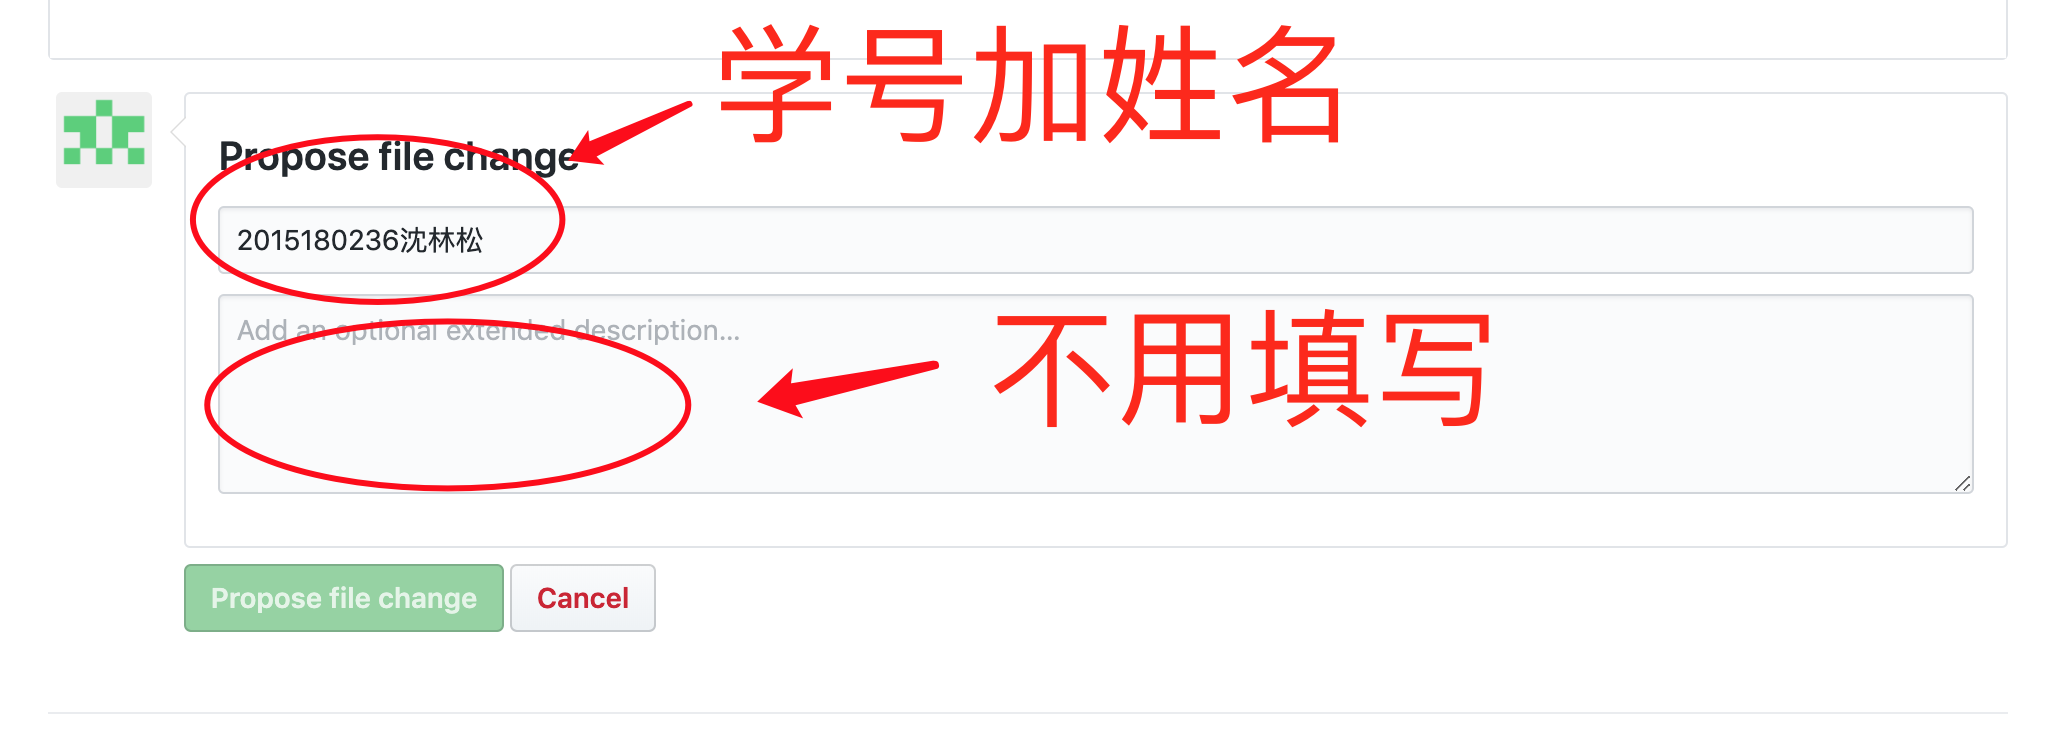 学号加姓名
Propose file change
2015180236沈林松
Add an optional extended description...
不用填写
Propose file change
Cancel